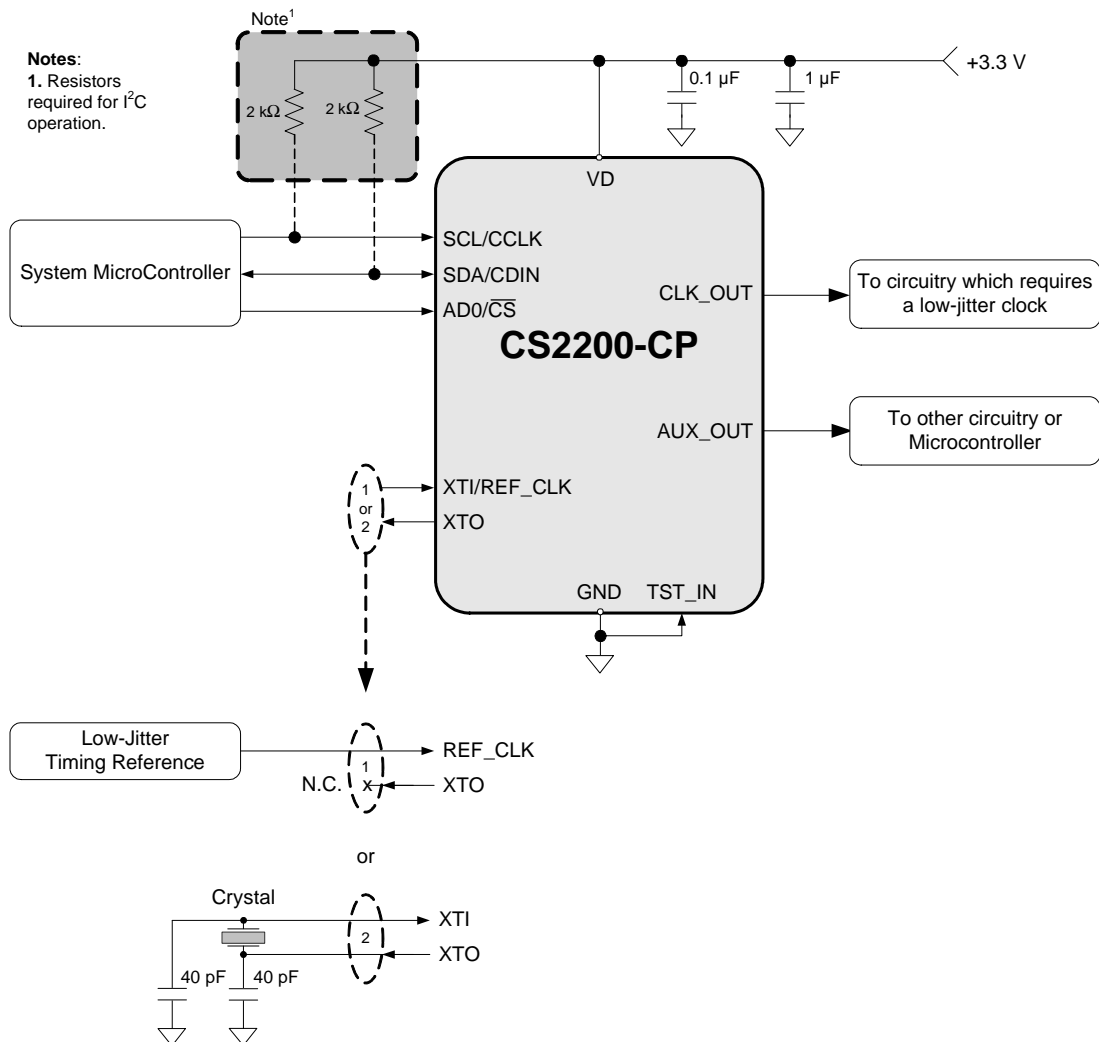 Note¹
Notes:
1. Resistors
required for I²C
operation.
2 kΩ
2 kΩ
0.1 µF
1 µF
+3.3 V
VD
System MicroController
SCL/CCLK
SDA/CDIN
AD0/C̅S̅
CS2200-CP
CLK_OUT
To circuitry which requires
a low-jitter clock
AUX_OUT
To other circuitry or
Microcontroller
1
or
2
XTI/REF_CLK
XTO
GND
TST_IN
Low-Jitter
Timing Reference
1
N.C.
x
REF_CLK
XTO
or
Crystal
2
XTI
XTO
40 pF
40 pF